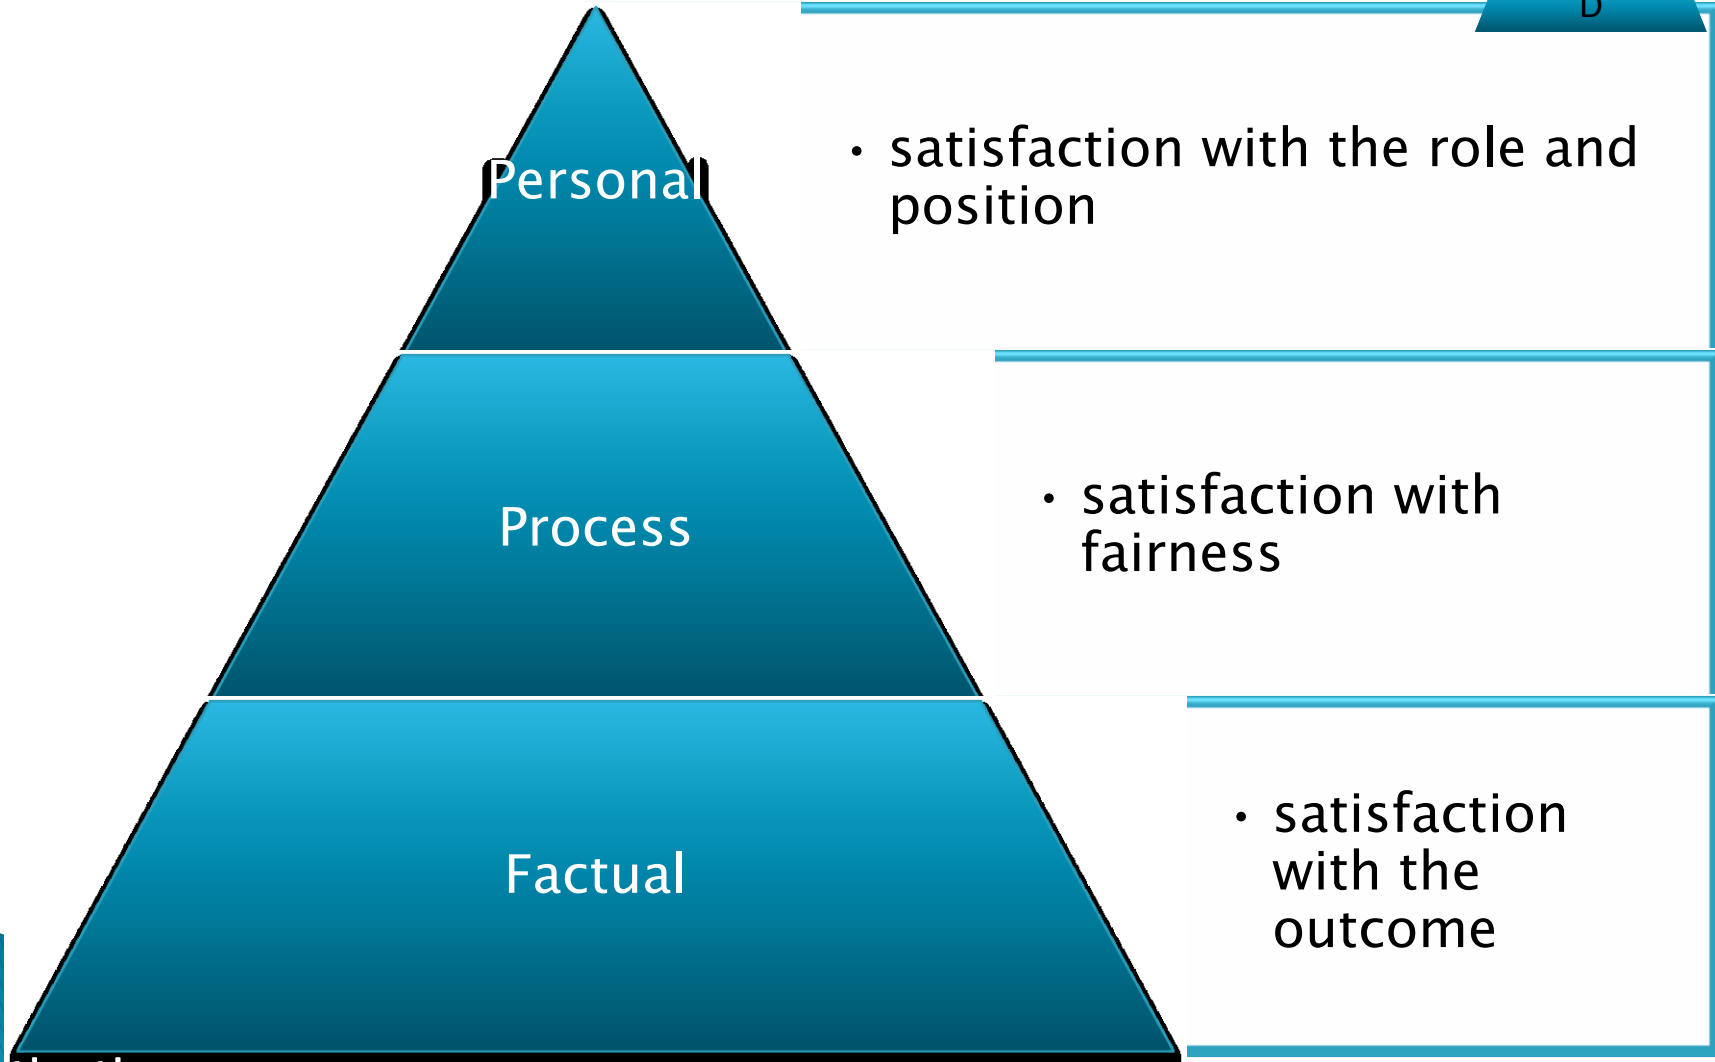 D
Personal
• satisfaction with the role and
position
Process
• satisfaction with
fairness
Factual
• satisfaction
with the
outcome